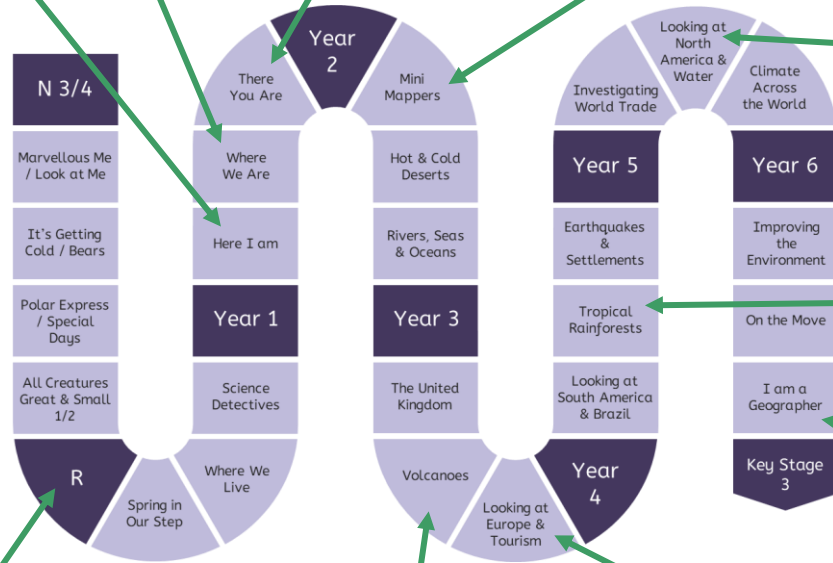 N 3/4
Marvellous Me
/ Look at Me
It's Getting
Cold / Bears
Polar Express
/ Special
Days
All Creatures
Great & Small
1/2
R
Spring in
Our Step
Where We
Live
Science
Detectives
Year 1
Here I am
Where
We Are
There
You Are
Year
2
Mini
Mappers
Hot & Cold
Deserts
Rivers, Seas
& Oceans
Year 3
The United
Kingdom
Volcanoes
Looking at
Europe &
Tourism
Year
4
Looking at
South America
& Brazil
Tropical
Rainforests
Earthquakes
&
Settlements
Year 5
Investigating
World Trade
Looking at
North
America &
Water
Climate
Across
the World
Year 6
Improving
the
Environment
On the Move
I am a
Geographer
Key Stage
3